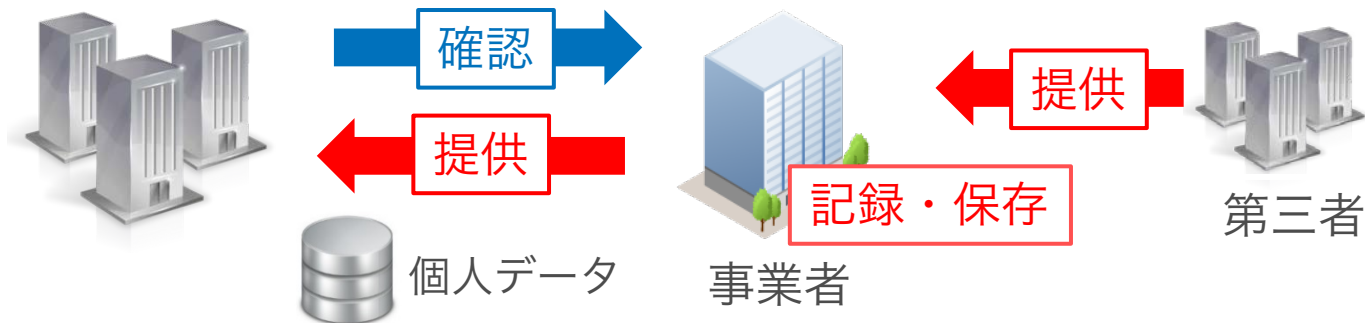 確認
提供
提供
記録・保存
第三者
個人データ
事業者